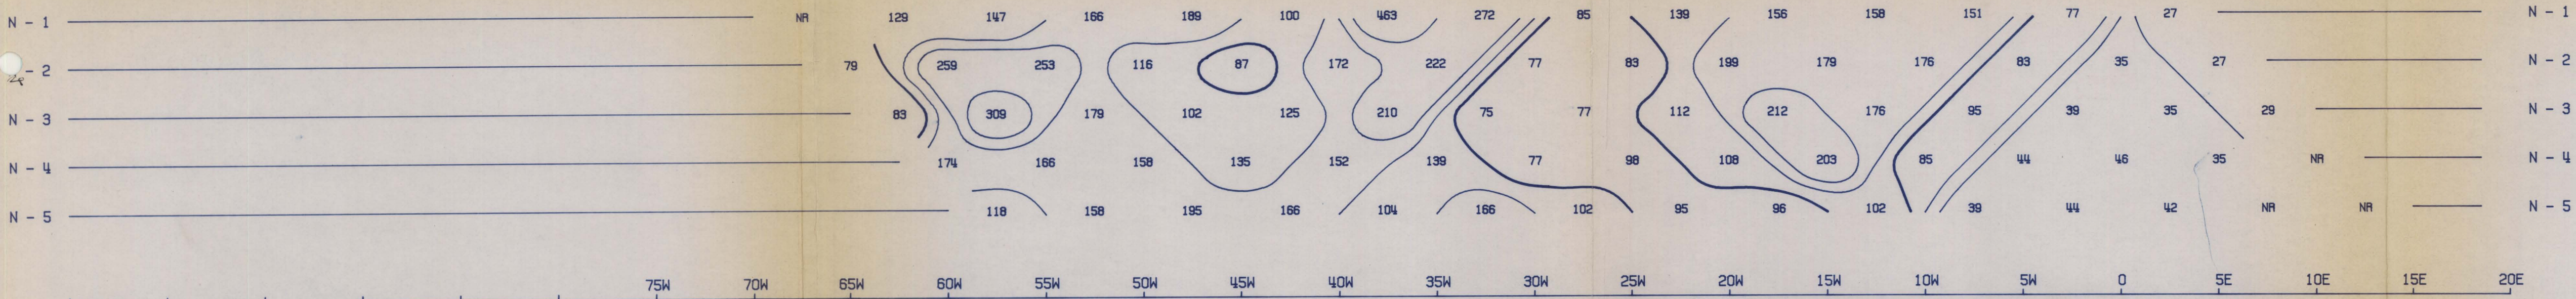 N - 1 NA 129 147 166 189 100 463 272 85 139 156 158 151 77 27 N - 1
- 2 79 259 253 116 87 172 222 77 83 199 179 176 83 35 27 N - 2
N - 3 83 309 179 102 125 210 75 77 112 212 176 95 39 35 29 N - 3
N - 4 174 166 158 135 152 139 77 98 108 203 85 44 46 35 NA N - 4
N - 5 118 158 195 166 104 166 102 95 96 102 39 44 42 NA NA N - 5
75W 70W 65W 60W 55W 50W 45W 40W 35W 30W 25W 20W 15W 10W 5W 0 5E 10E 15E 20E